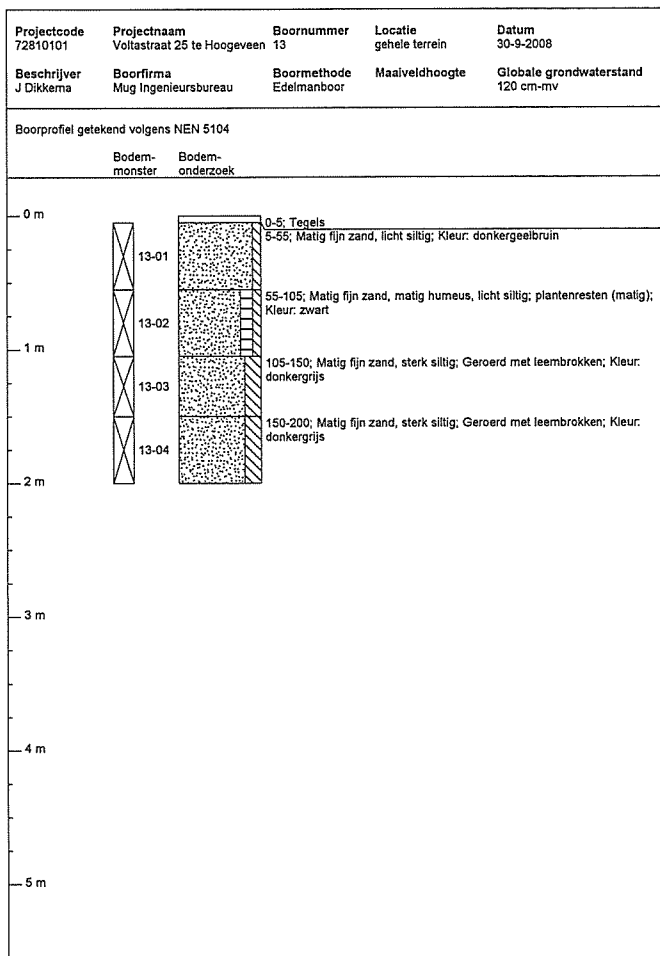 Projectcode Projectnaam Boornummer Locatie Datum
72810101 Voltastraat 25 te Hoogeveen 13 gehele terrein 30-9-2008
Beschrijver Boorfirma Boormethode Maaiveldhoogte Globale grondwaterstand
J Dikkema Mug Ingenieursbureau Edelmanboor 120 cm-mv
Boorprofiel getekend volgens NEN 5104
Bodem- Bodem-
monster onderzoek
0 m
0-5; Tegels
5-55; Matig fijn zand, licht siltig; Kleur: donkergeelbruin
13-01
55-105; Matig fijn zand, matig humeus, licht siltig; plantenresten (matig);
Kleur: zwart
13-02
1 m
105-150; Matig fijn zand, sterk siltig; Geroerd met leembrokken; Kleur:
donkergrijs
13-03
150-200; Matig fijn zand, sterk siltig; Geroerd met leembrokken; Kleur:
donkergrijs
13-04
2 m
3 m
4 m
5 m